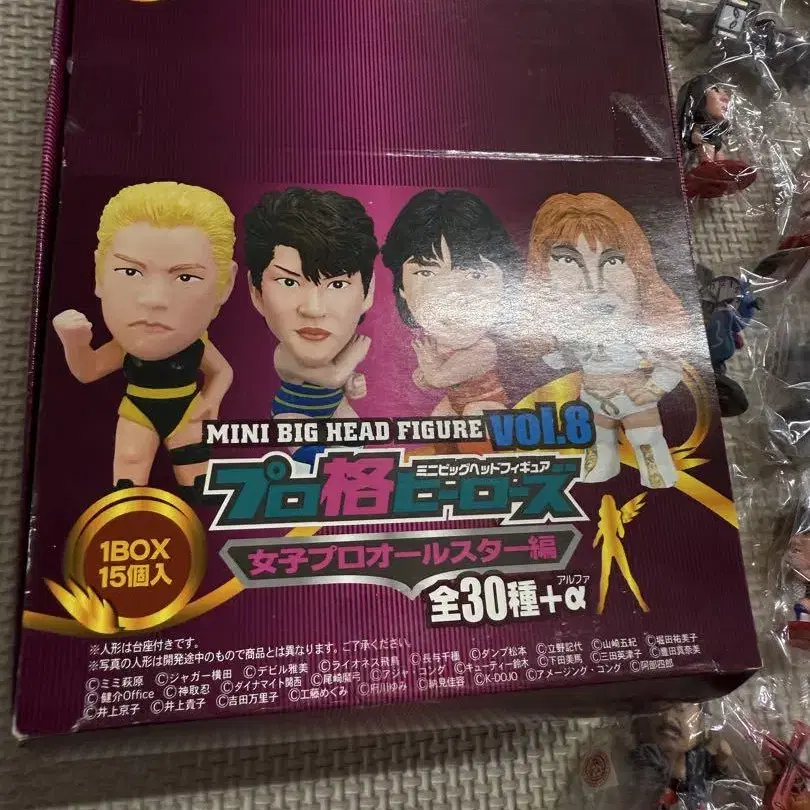 MINI BIG HEAD FIGURE Vol.8
ミニビッグヘッドフィギュア
プロ格ヒーローズ
女子プロオールスター編
1BOX
15個入
アルファ
全30種+α
※人形は台座付きです。
※写真の人形は開発途中のもので商品とは異なります。ご了承ください。
©ミミ萩原 ©ジャガー横田 ©デビル雅美 ©ライオネス飛鳥 ©長与千種 ©ダンプ松本 ©立野記代 ©山崎五紀 ©堀田祐美子
©健介Office ©神取忍 ©ダイナマイト関西 ©尾崎魔弓 ©アジャ・コング ©キューティー鈴木 ©下田美馬 ©三田英津子 ©豊田真奈美
©井上京子 ©井上貴子 ©吉田万里子 ©工藤めぐみ ©府川ゆみ ©納見佳容 ©K-DOJO ©アメージング・コング ©阿部四郎